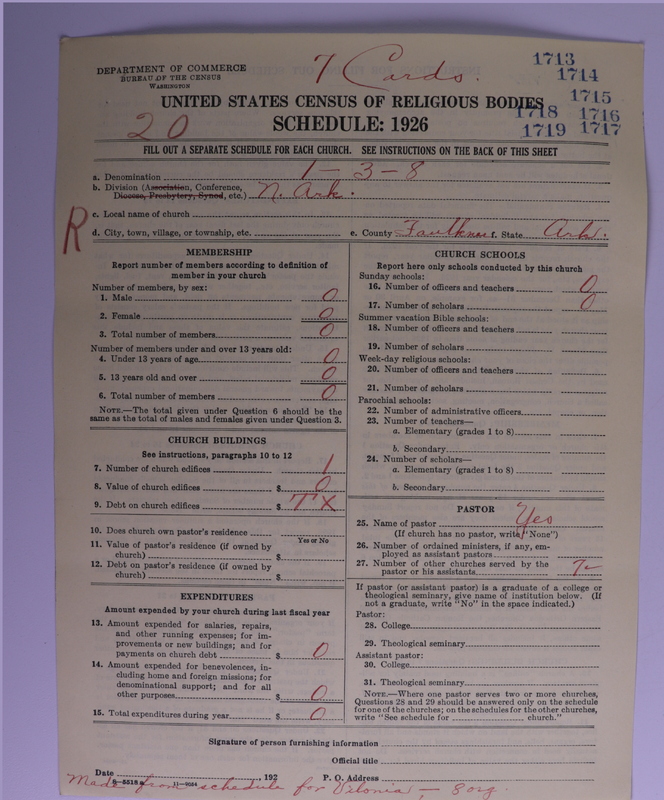 7 Cards.
1713
1714
1715
1718 1716
1719 1717
DEPARTMENT OF COMMERCE
BUREAU OF THE CENSUS
WASHINGTON
UNITED STATES CENSUS OF RELIGIOUS BODIES
20
SCHEDULE: 1926
FILL OUT A SEPARATE SCHEDULE FOR EACH CHURCH. SEE INSTRUCTIONS ON THE BACK OF THIS SHEET
a. Denomination 1-3-8
b. Division (Association, Conference,
Diocese, Presbytery, Synod, etc.) N. Ark.
R
c. Local name of church
d. City, town, village, or township, etc. e. County Faulkner f. State Ark.
MEMBERSHIP
Report number of members according to definition of
member in your church
Number of members, by sex:
1. Male 0
2. Female 0
3. Total number of members 0
Number of members under and over 13 years old:
4. Under 13 years of age 0
5. 13 years old and over 0
6. Total number of members 0
NOTE.—The total given under Question 6 should be the
same as the total of males and females given under Question 3.
CHURCH BUILDINGS
See instructions, paragraphs 10 to 12
7. Number of church edifices 1
8. Value of church edifices $ 0
9. Debt on church edifices $ TX
10. Does church own pastor's residence
Yes or No
11. Value of pastor's residence (if owned by
church) $
12. Debt on pastor's residence (if owned by
church) $
EXPENDITURES
Amount expended by your church during last fiscal year
13. Amount expended for salaries, repairs,
and other running expenses; for im-
provements or new buildings; and for
payments on church debt $ 0
14. Amount expended for benevolences, in-
cluding home and foreign missions; for
denominational support; and for all
other purposes $ 0
15. Total expenditures during year $ 0
CHURCH SCHOOLS
Report here only schools conducted by this church
Sunday schools:
16. Number of officers and teachers 0
17. Number of scholars 0
Summer vacation Bible schools:
18. Number of officers and teachers
19. Number of scholars
Week-day religious schools:
20. Number of officers and teachers
21. Number of scholars
Parochial schools:
22. Number of administrative officers
23. Number of teachers—
a. Elementary (grades 1 to 8)
b. Secondary
24. Number of scholars—
a. Elementary (grades 1 to 8)
b. Secondary
PASTOR
25. Name of pastor Yes
(If church has no pastor, write "None")
26. Number of ordained ministers, if any, em-
ployed as assistant pastors
27. Number of other churches served by the
pastor or his assistants 7
If pastor (or assistant pastor) is a graduate of a college or
theological seminary, give name of institution below. (If
not a graduate, write "No" in the space indicated.)
Pastor:
28. College
29. Theological seminary
Assistant pastor:
30. College
31. Theological seminary
NOTE.—Where one pastor serves two or more churches,
Questions 28 and 29 should be answered only on the schedule
for one of the churches; on the schedules for the other churches,
write "See schedule for church."
Signature of person furnishing information
Official title
Date 192 P. O. Address
8-5518a 11-9084
Made from schedule for Vilonia – 8 org.